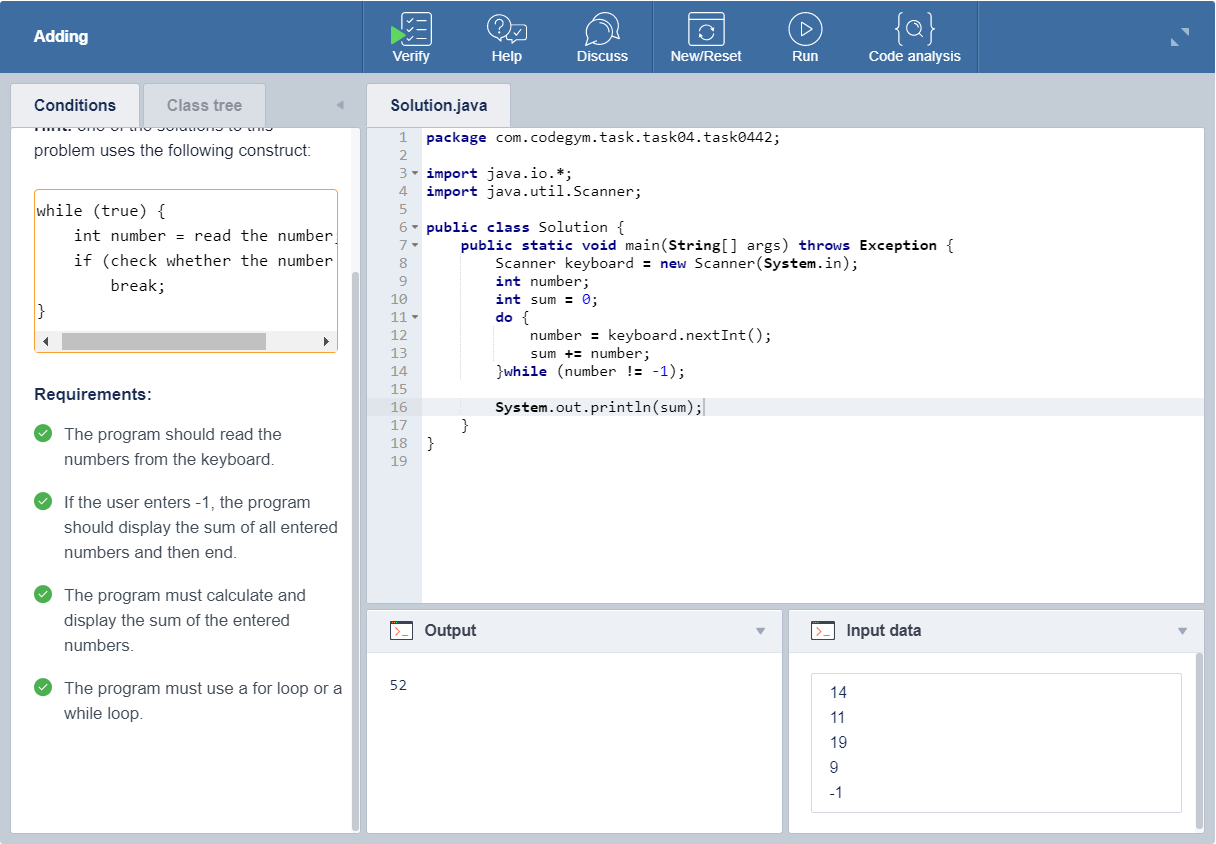 Adding
Verify
Help
Discuss
New/Reset
Run
Code analysis
Conditions
Class tree
Solution.java
Hint: one of the solutions to this
problem uses the following construct:
while (true) {
int number = read the number;
if (check whether the number
break;
}
Requirements:
The program should read the
numbers from the keyboard.
If the user enters -1, the program
should display the sum of all entered
numbers and then end.
The program must calculate and
display the sum of the entered
numbers.
The program must use a for loop or a
while loop.
1 package com.codegym.task.task04.task0442;
2
3 import java.io.*;
4 import java.util.Scanner;
5
6 public class Solution {
7 public static void main(String[] args) throws Exception {
8 Scanner keyboard = new Scanner(System.in);
9 int number;
10 int sum = 0;
11 do {
12 number = keyboard.nextInt();
13 sum += number;
14 }while (number != -1);
15
16 System.out.println(sum);
17 }
18 }
19
Output
52
Input data
14
11
19
9
-1